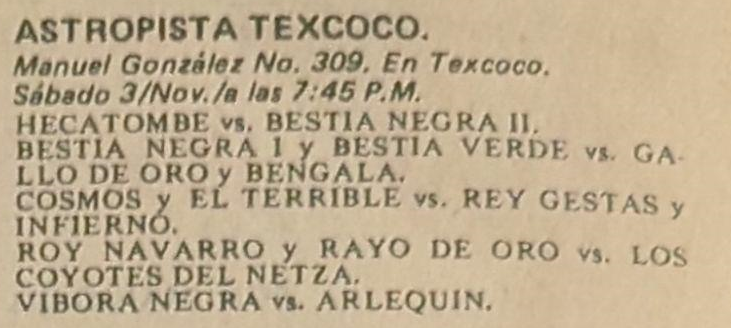 ASTROPISTA TEXCOCO.
Manuel González No. 309. En Texcoco.
Sábado 3/Nov./a las 7:45 P.M.
HECATOMBE vs. BESTIA NEGRA II.
BESTIA NEGRA I y BESTIA VERDE vs. GA-
LLO DE ORO y BENGALA.
COSMOS y EL TERRIBLE vs. REY GESTAS y
INFIERNO.
ROY NAVARRO y RAYO DE ORO vs. LOS
COYOTES DEL NETZA.
VIBORA NEGRA vs. ARLEQUIN.